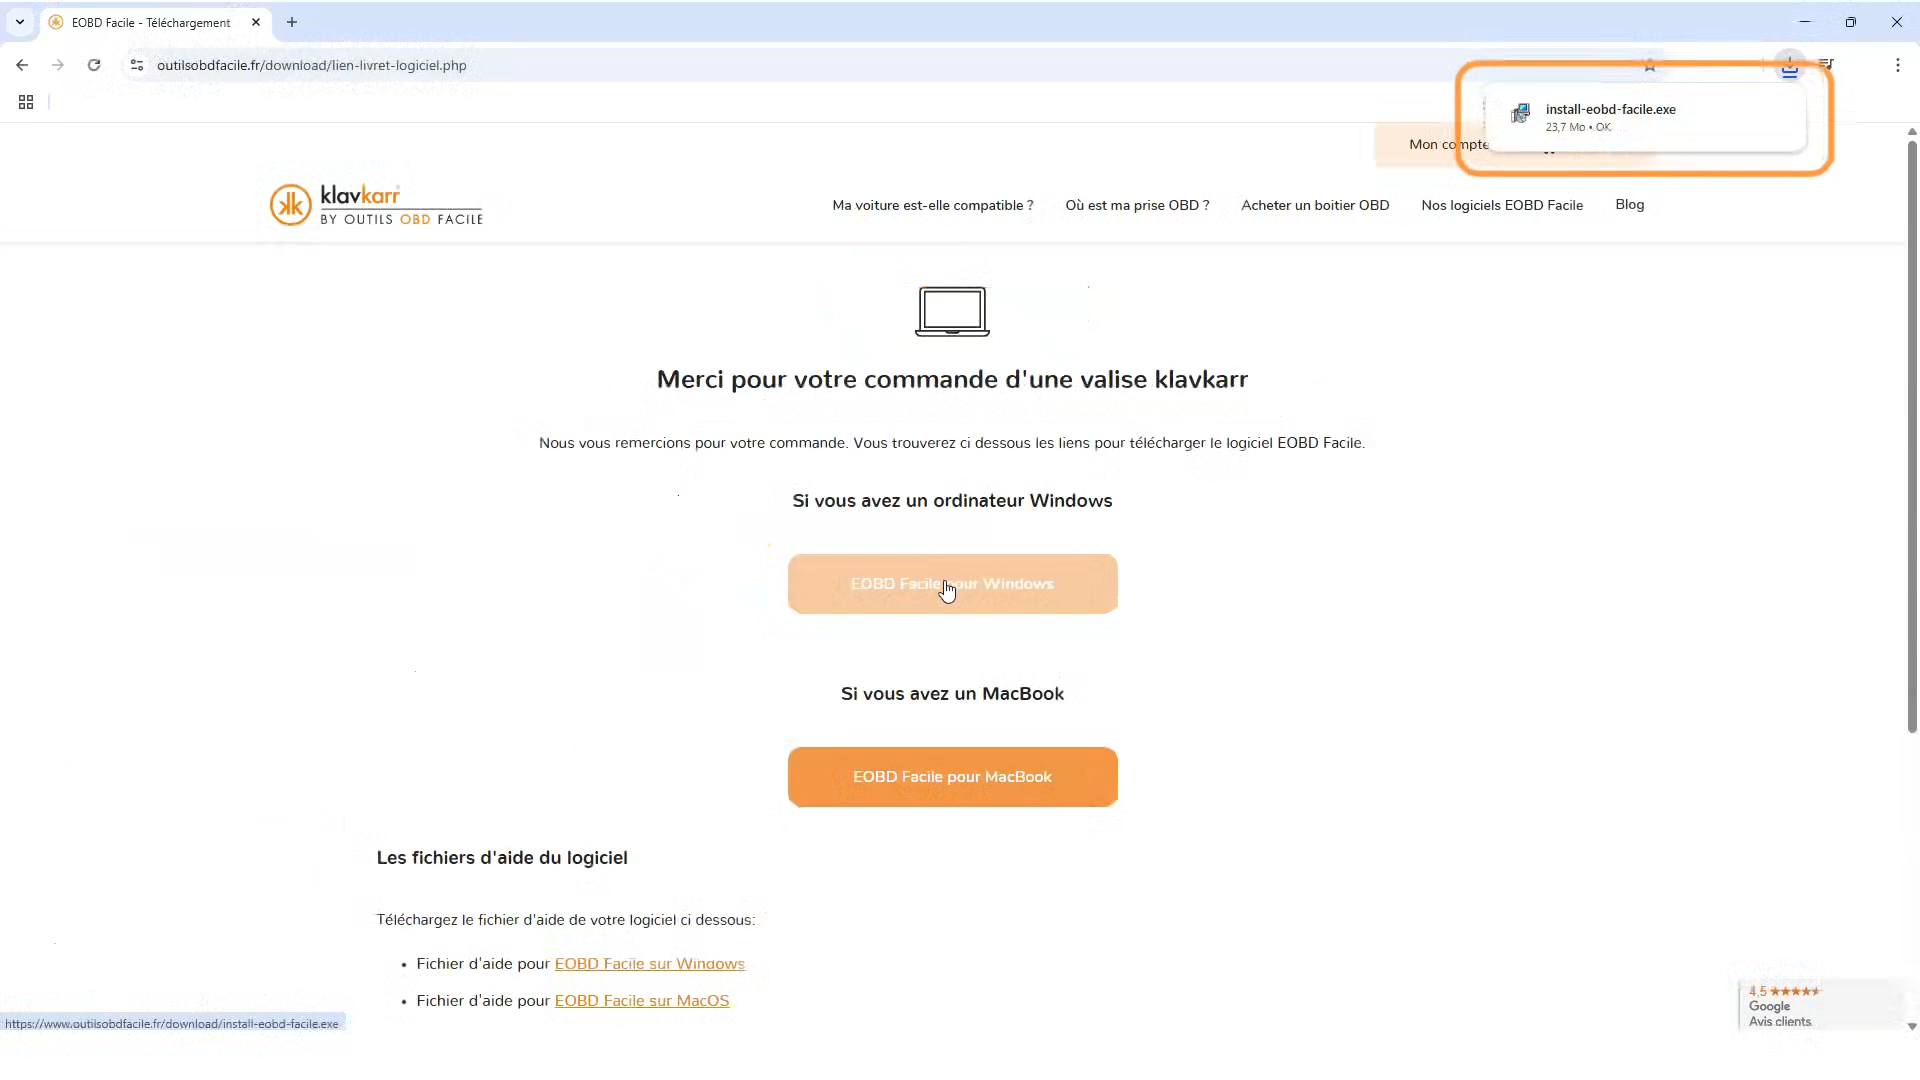 EOBD Facile - Téléchargement
outilsobdfacile.fr/download/lien-livret-logiciel.php
install-eobd-facile.exe
23,7 Mo • OK
Mon compte
klavkarr
BY OUTILS OBD FACILE
Ma voiture est-elle compatible ? Où est ma prise OBD ? Acheter un boitier OBD Nos logiciels EOBD Facile Blog
Merci pour votre commande d'une valise klavkarr
Nous vous remercions pour votre commande. Vous trouverez ci dessous les liens pour télécharger le logiciel EOBD Facile.
Si vous avez un ordinateur Windows
EOBD Facile pour Windows
Si vous avez un MacBook
EOBD Facile pour MacBook
Les fichiers d'aide du logiciel
Téléchargez le fichier d'aide de votre logiciel ci dessous:
• Fichier d'aide pour EOBD Facile sur Windows
• Fichier d'aide pour EOBD Facile sur MacOS
https://www.outilsobdfacile.fr/download/install-eobd-facile.exe
4,5 ★★★★★
Google
Avis clients